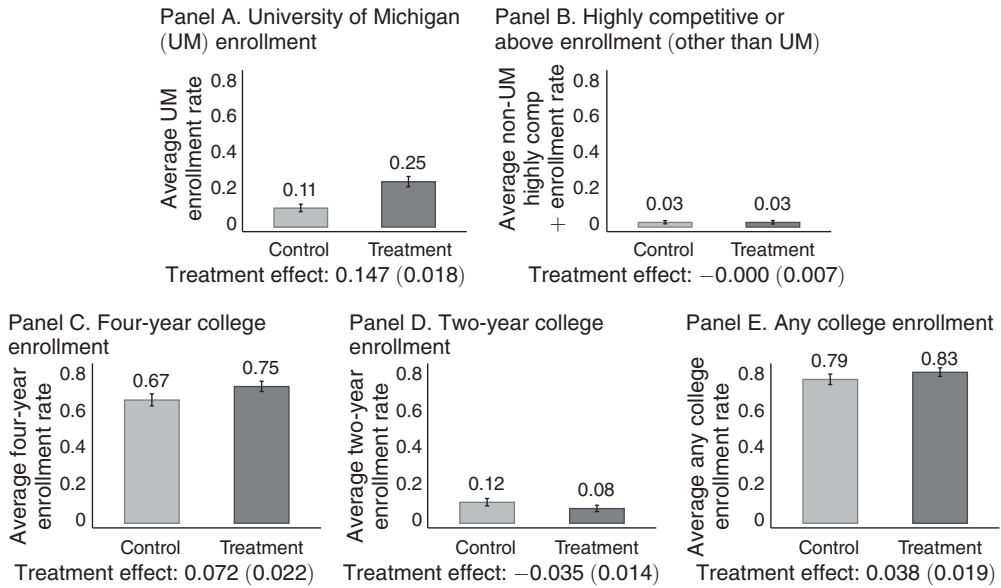 Panel A. University of Michigan
(UM) enrollment
Average UM
enrollment rate
0.8
0.6
0.4
0.2
0
0.11
0.25
Control
Treatment
Treatment effect: 0.147 (0.018)
Panel B. Highly competitive or
above enrollment (other than UM)
Average non-UM
highly comp
+ enrollment rate
0.8
0.6
0.4
0.2
0
0.03
0.03
Control
Treatment
Treatment effect: −0.000 (0.007)
Panel C. Four-year college
enrollment
Average four-year
enrollment rate
0.8
0.6
0.4
0.2
0
0.67
0.75
Control
Treatment
Treatment effect: 0.072 (0.022)
Panel D. Two-year college
enrollment
Average two-year
enrollment rate
0.8
0.6
0.4
0.2
0
0.12
0.08
Control
Treatment
Treatment effect: −0.035 (0.014)
Panel E. Any college enrollment
Average any college
enrollment rate
0.8
0.6
0.4
0.2
0
0.79
0.83
Control
Treatment
Treatment effect: 0.038 (0.019)